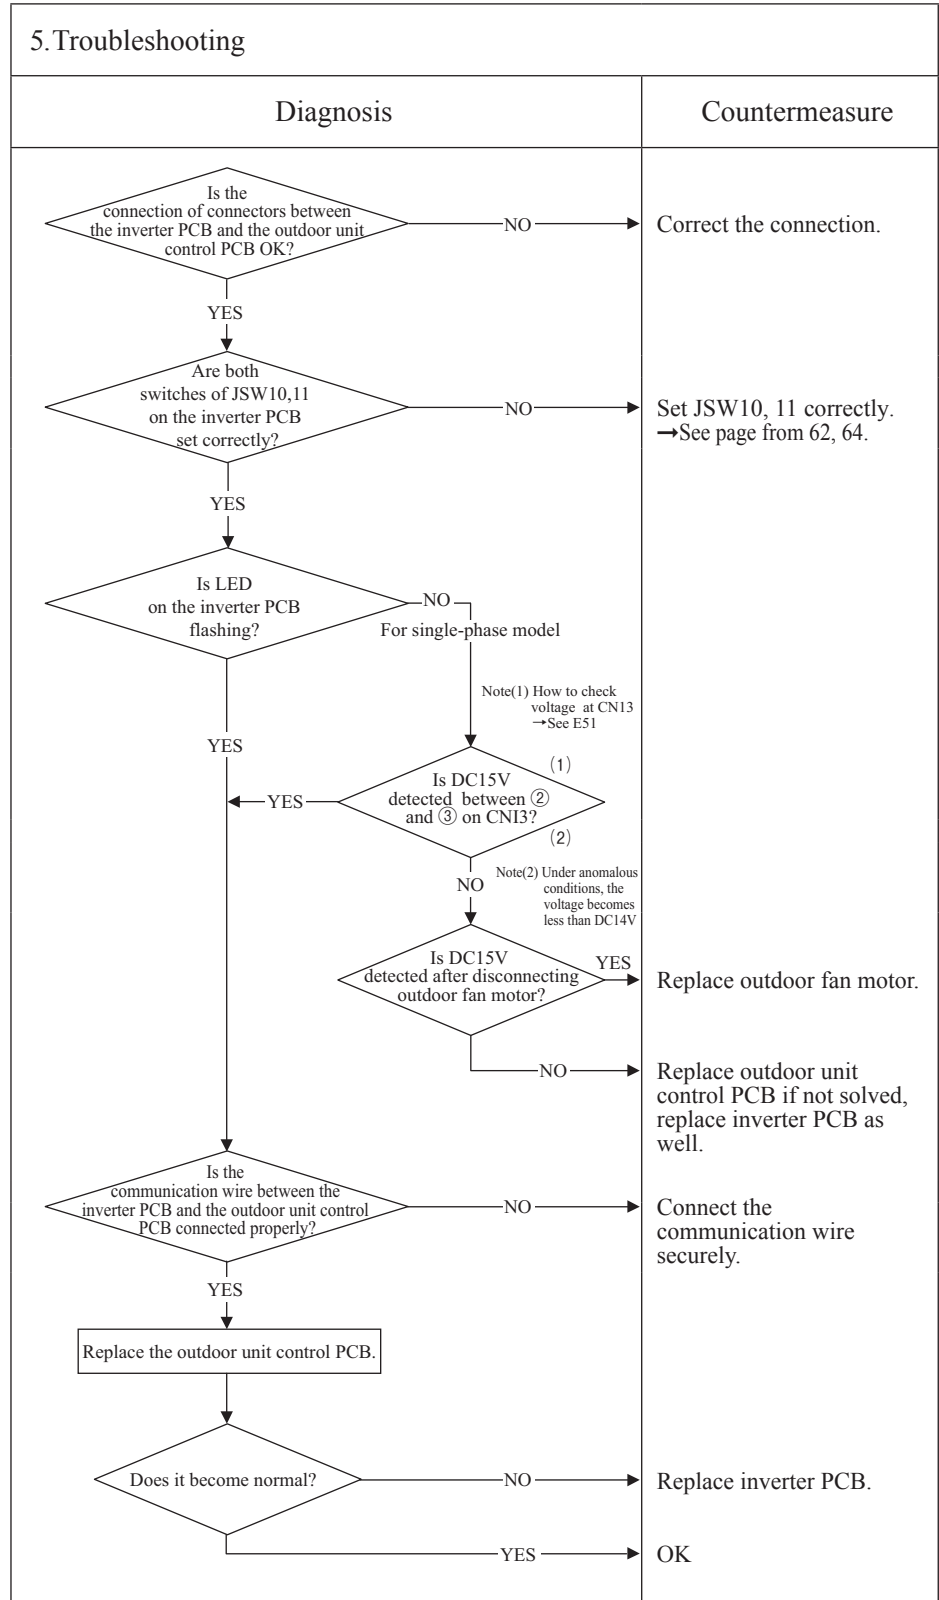 5.Troubleshooting
Diagnosis
Countermeasure
Is the
connection of connectors between
the inverter PCB and the outdoor unit
control PCB OK?
NO
Correct the connection.
YES
Are both
switches of JSW10,11
on the inverter PCB
set correctly?
NO
Set JSW10, 11 correctly.
→See page from 62, 64.
YES
Is LED
on the inverter PCB
flashing?
NO
For single-phase model
Note(1) How to check
voltage at CN13
→See E51
YES
(1)
Is DC15V
detected between ②
and ③ on CNI3?
(2)
YES
NO
Note(2) Under anomalous
conditions, the
voltage becomes
less than DC14V
Is DC15V
detected after disconnecting
outdoor fan motor?
YES
Replace outdoor fan motor.
NO
Replace outdoor unit
control PCB if not solved,
replace inverter PCB as
well.
Is the
communication wire between the
inverter PCB and the outdoor unit control
PCB connected properly?
NO
Connect the
communication wire
securely.
YES
Replace the outdoor unit control PCB.
Does it become normal?
NO
Replace inverter PCB.
YES
OK